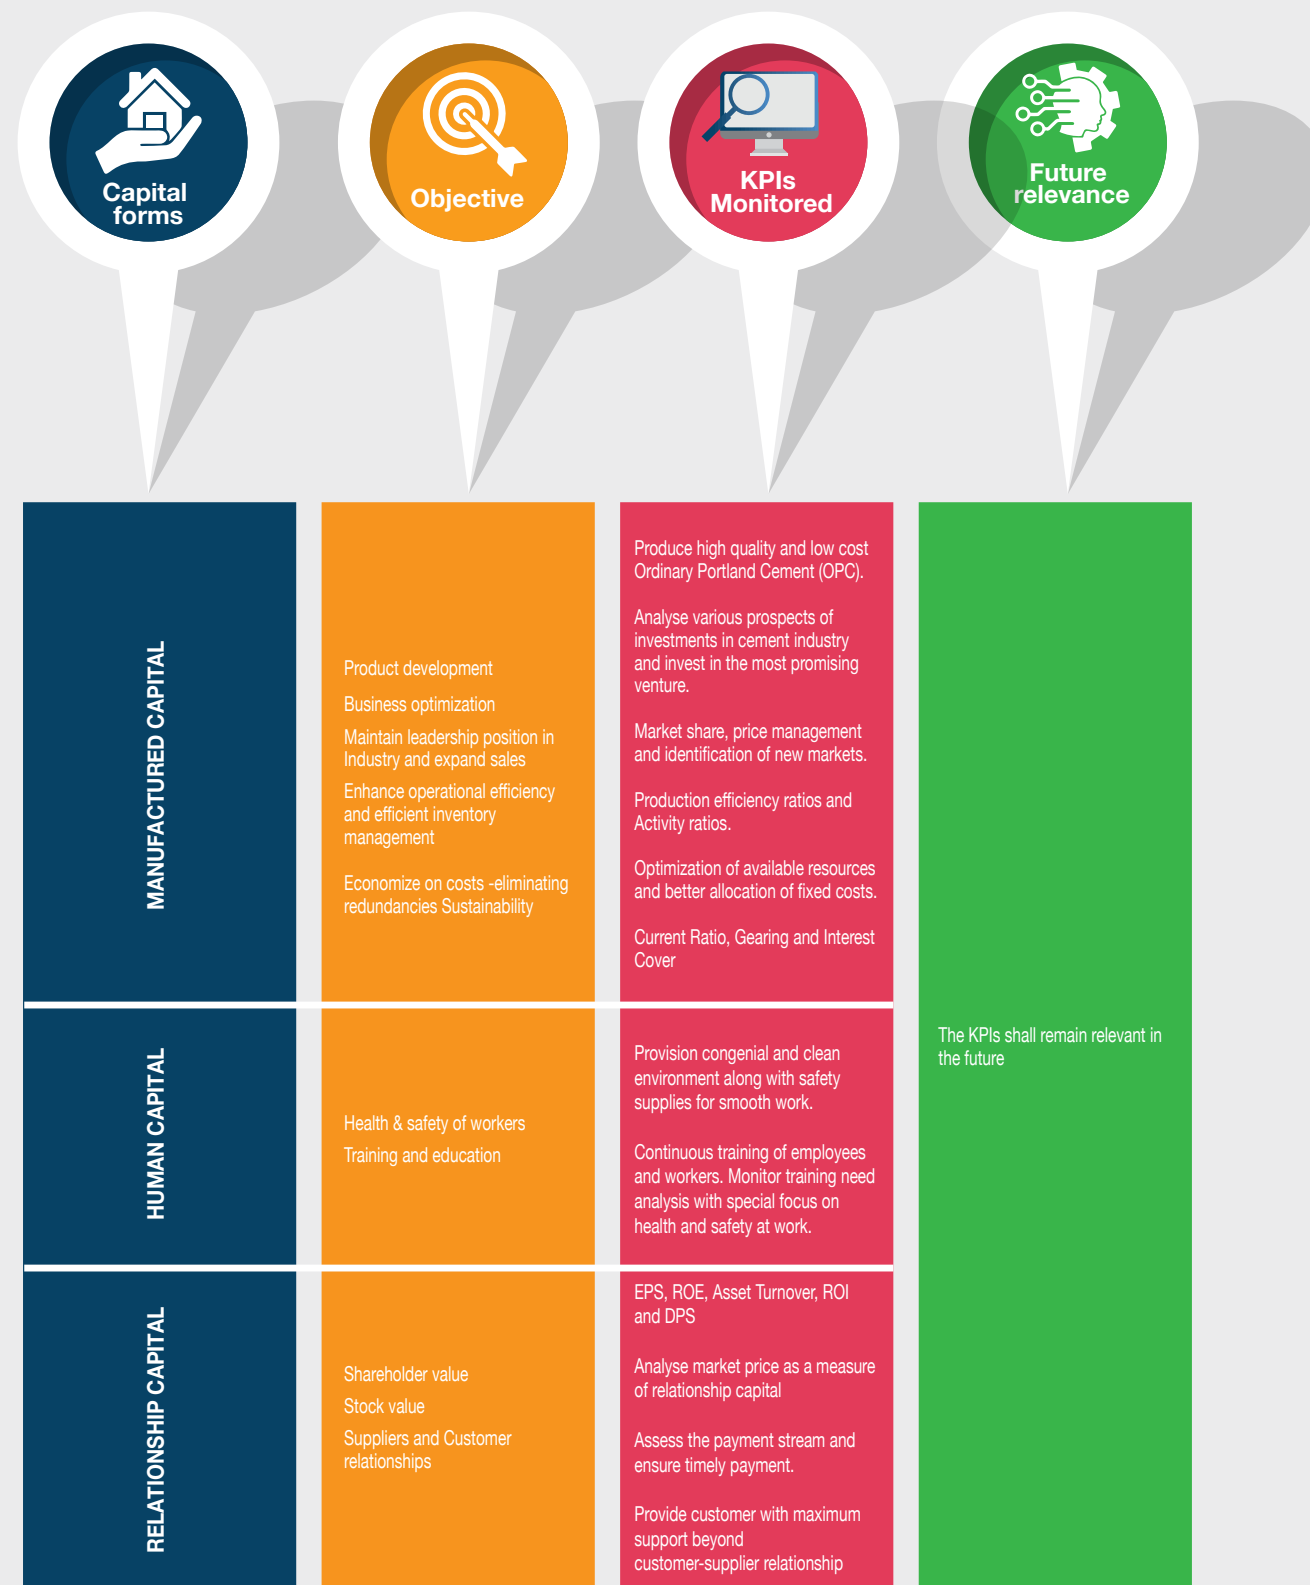 Capital
forms
Objective
KPIs
Monitored
Future
relevance
MANUFACTURED CAPITAL
Product development
Business optimization
Maintain leadership position in
Industry and expand sales
Enhance operational efficiency
and efficient inventory
management
Economize on costs -eliminating
redundancies Sustainability
Produce high quality and low cost
Ordinary Portland Cement (OPC).
Analyse various prospects of
investments in cement industry
and invest in the most promising
venture.
Market share, price management
and identification of new markets.
Production efficiency ratios and
Activity ratios.
Optimization of available resources
and better allocation of fixed costs.
Current Ratio, Gearing and Interest
Cover
HUMAN CAPITAL
Health & safety of workers
Training and education
Provision congenial and clean
environment along with safety
supplies for smooth work.
Continuous training of employees
and workers. Monitor training need
analysis with special focus on
health and safety at work.
The KPIs shall remain relevant in
the future
RELATIONSHIP CAPITAL
Shareholder value
Stock value
Suppliers and Customer
relationships
EPS, ROE, Asset Turnover, ROI
and DPS
Analyse market price as a measure
of relationship capital
Assess the payment stream and
ensure timely payment.
Provide customer with maximum
support beyond
customer-supplier relationship